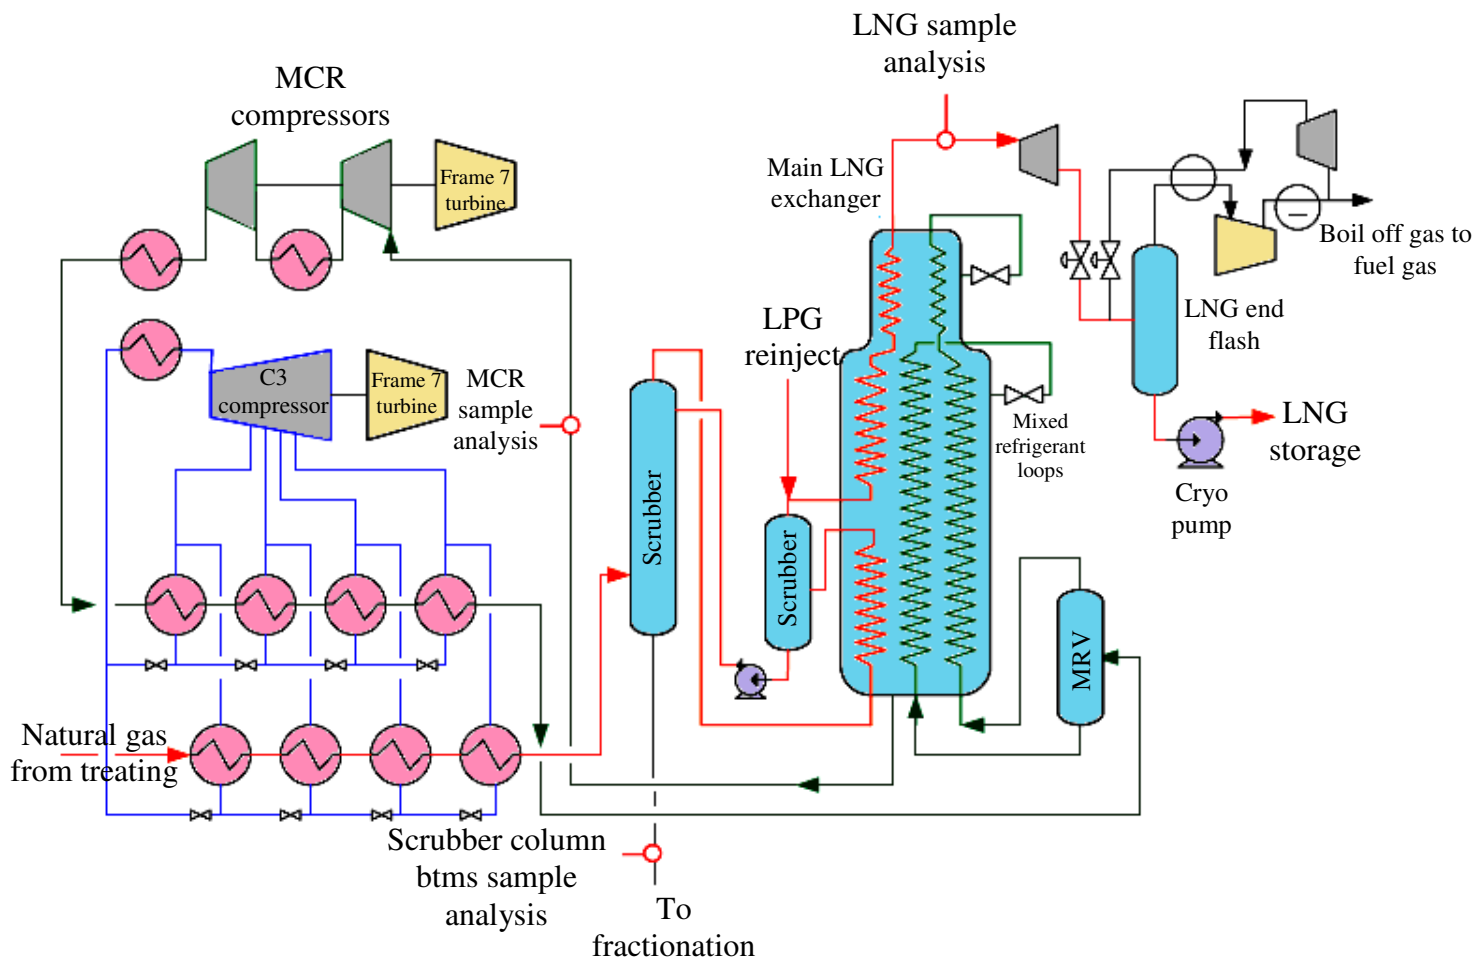 LNG sample
analysis
MCR
compressors
Frame 7
turbine
Main LNG
exchanger
Boil off gas to
fuel gas
LNG end
flash
LPG
reinject
C3
compressor
Frame 7
turbine
MCR
sample
analysis
Mixed
refrigerant
loops
LNG
storage
Cryo
pump
Scrubber
Scrubber
MRV
Natural gas
from treating
Scrubber column
btms sample
analysis
To
fractionation